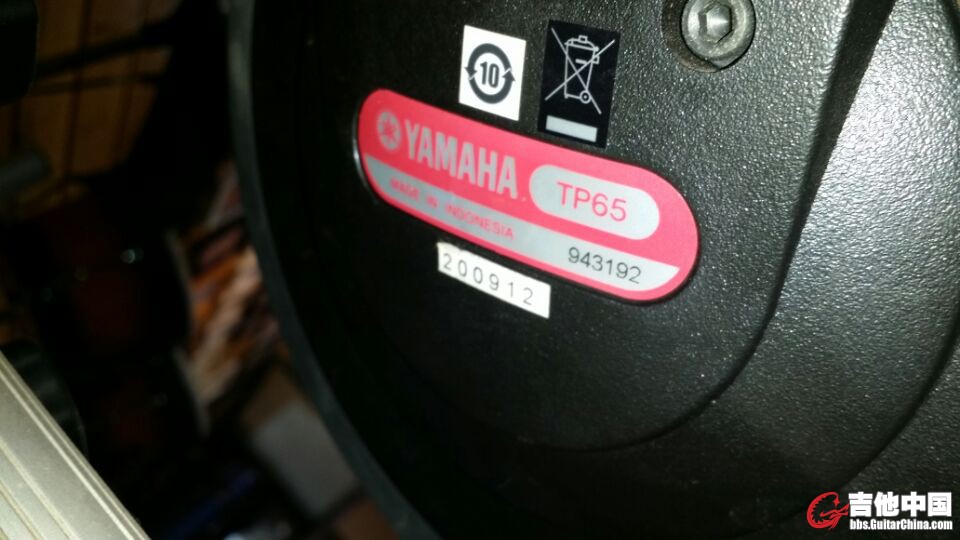 10
YAMAHA TP65
MADE IN INDONESIA 943192
200912
吉他中国
bbs.GuitarChina.com